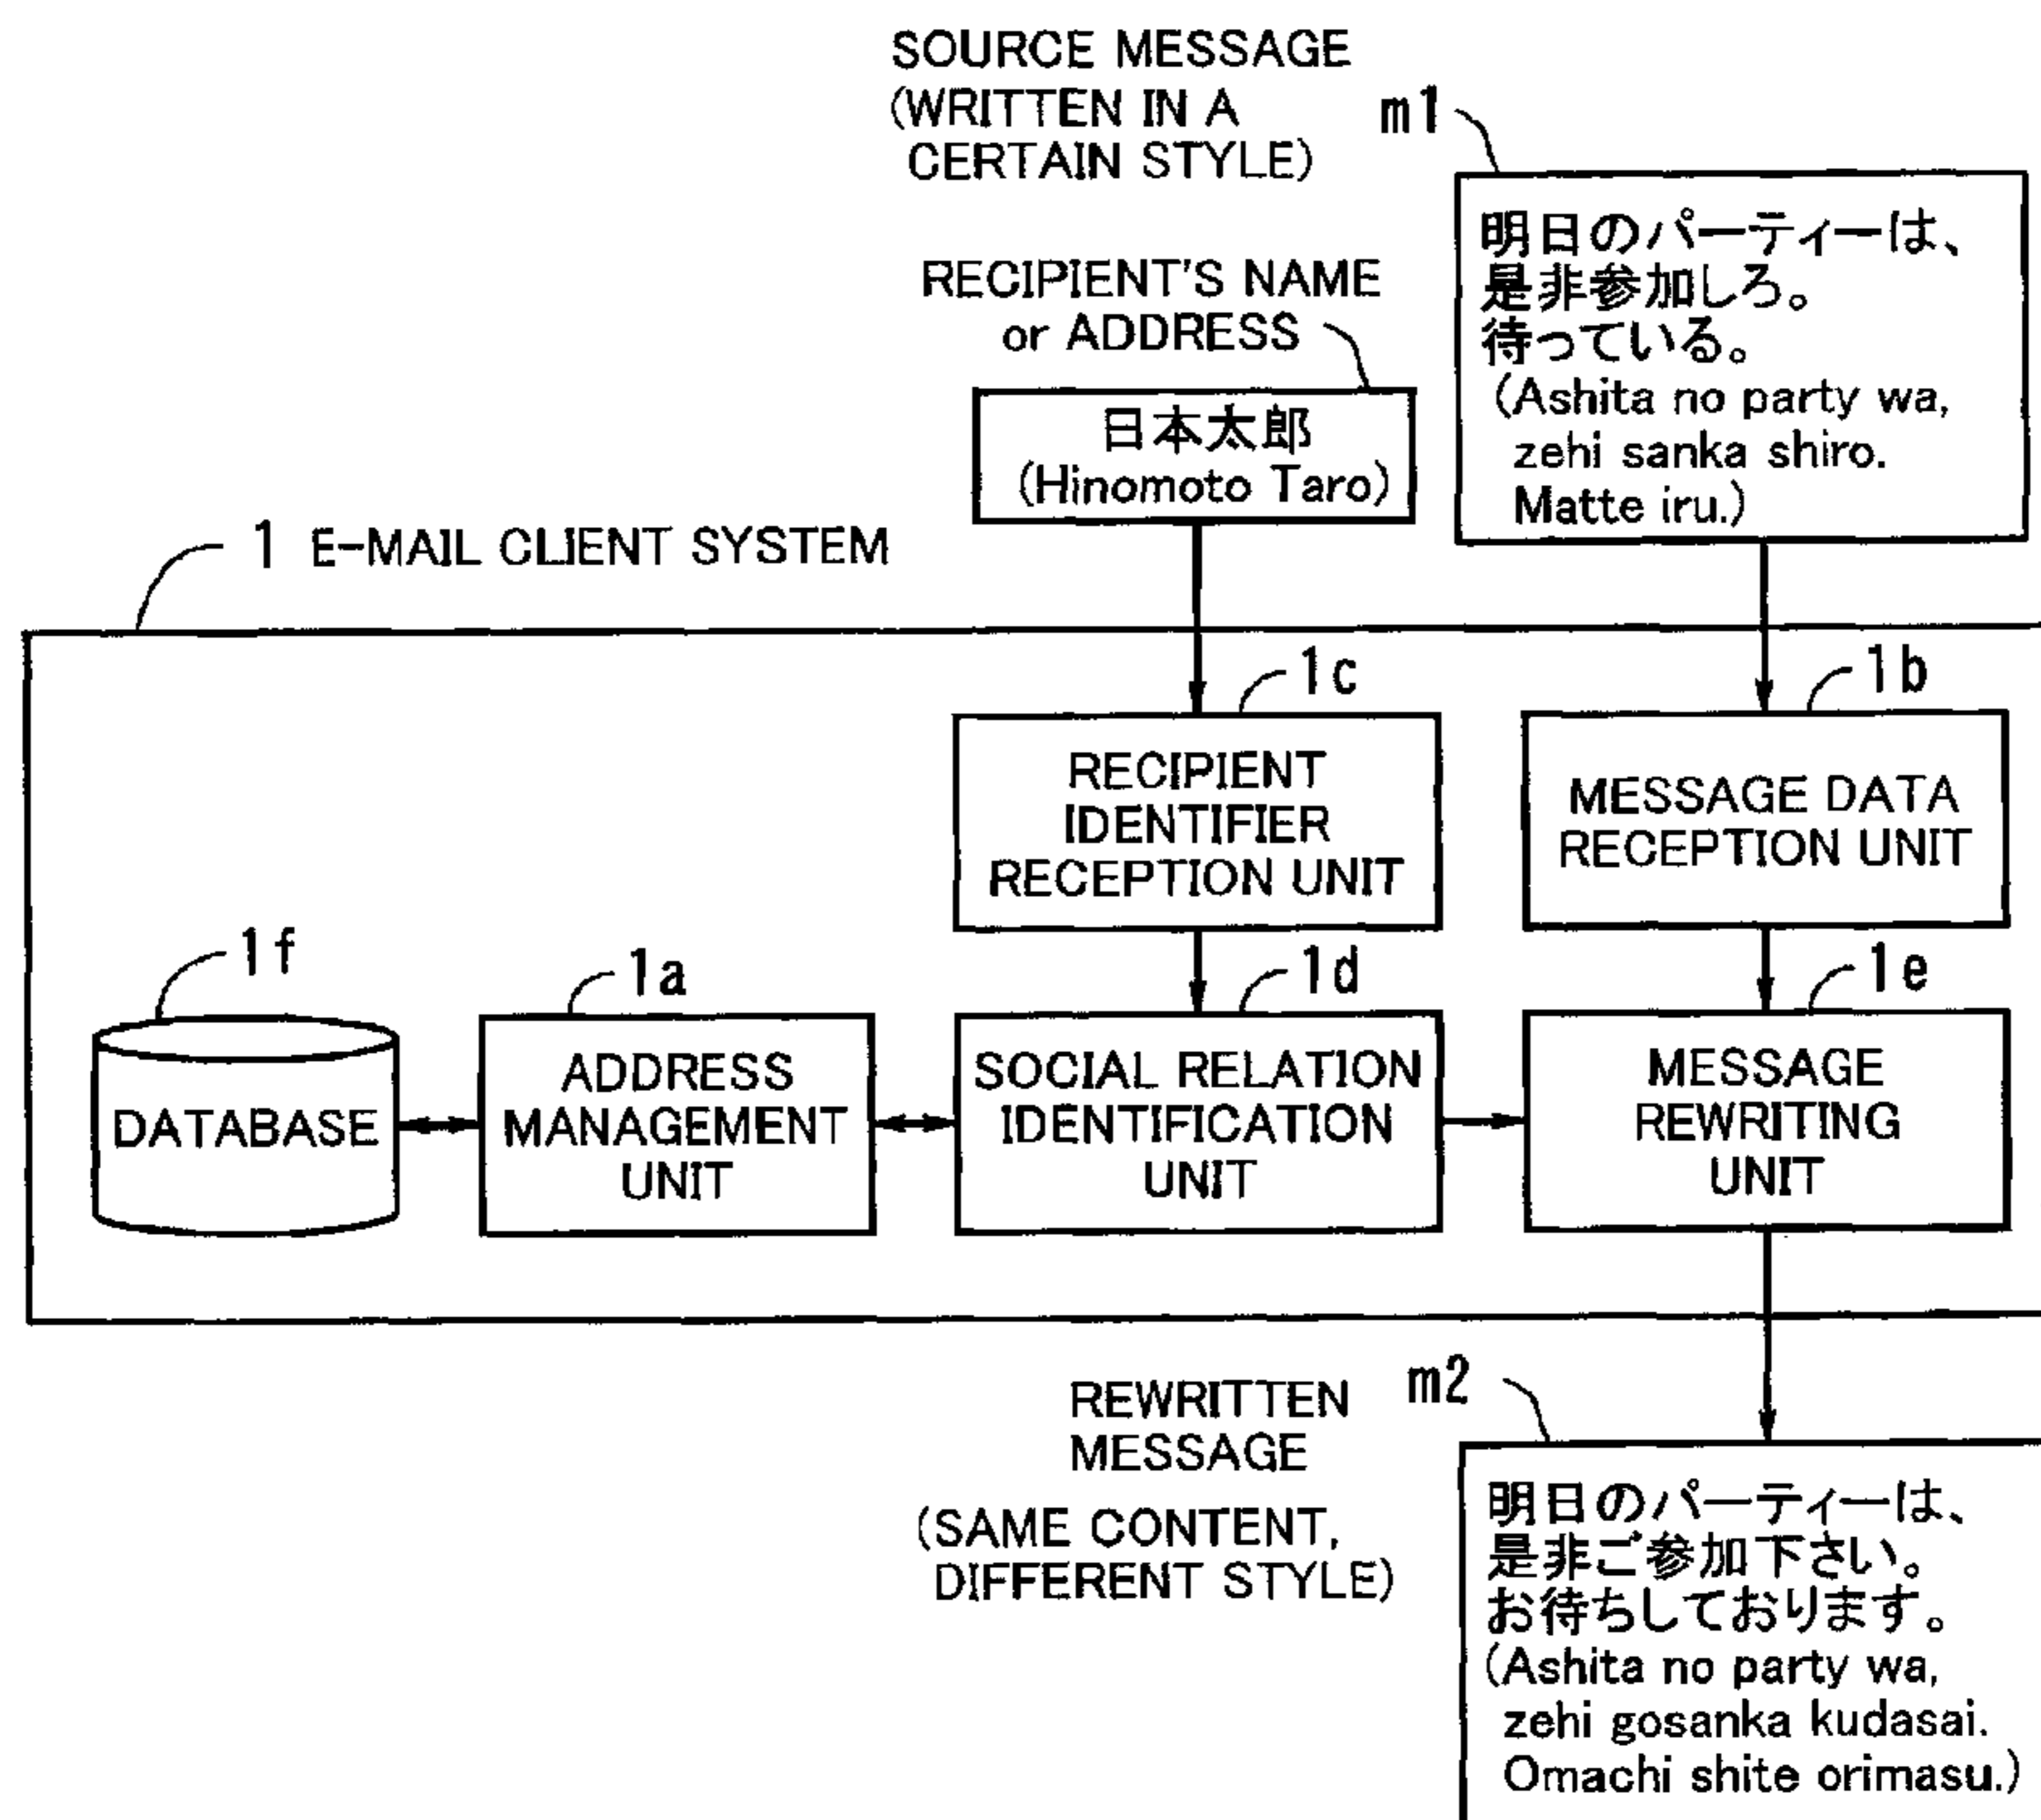 SOURCE MESSAGE
(WRITTEN IN A
CERTAIN STYLE)
m1
明日のパーティーは、
是非参加しろ。
待っている。
(Ashita no party wa,
zehi sanka shiro.
Matte iru.)
RECIPIENT'S NAME
or ADDRESS
日本太郎
(Hinomoto Taro)
1 E-MAIL CLIENT SYSTEM
1c
RECIPIENT
IDENTIFIER
RECEPTION UNIT
1b
MESSAGE DATA
RECEPTION UNIT
1f
DATABASE
1a
ADDRESS
MANAGEMENT
UNIT
1d
SOCIAL RELATION
IDENTIFICATION
UNIT
1e
MESSAGE
REWRITING
UNIT
REWRITTEN
MESSAGE
(SAME CONTENT,
DIFFERENT STYLE)
m2
明日のパーティーは、
是非ご参加下さい。
お待ちしております。
(Ashita no party wa,
zehi gosanka kudasai.
Omachi shite orimasu.)